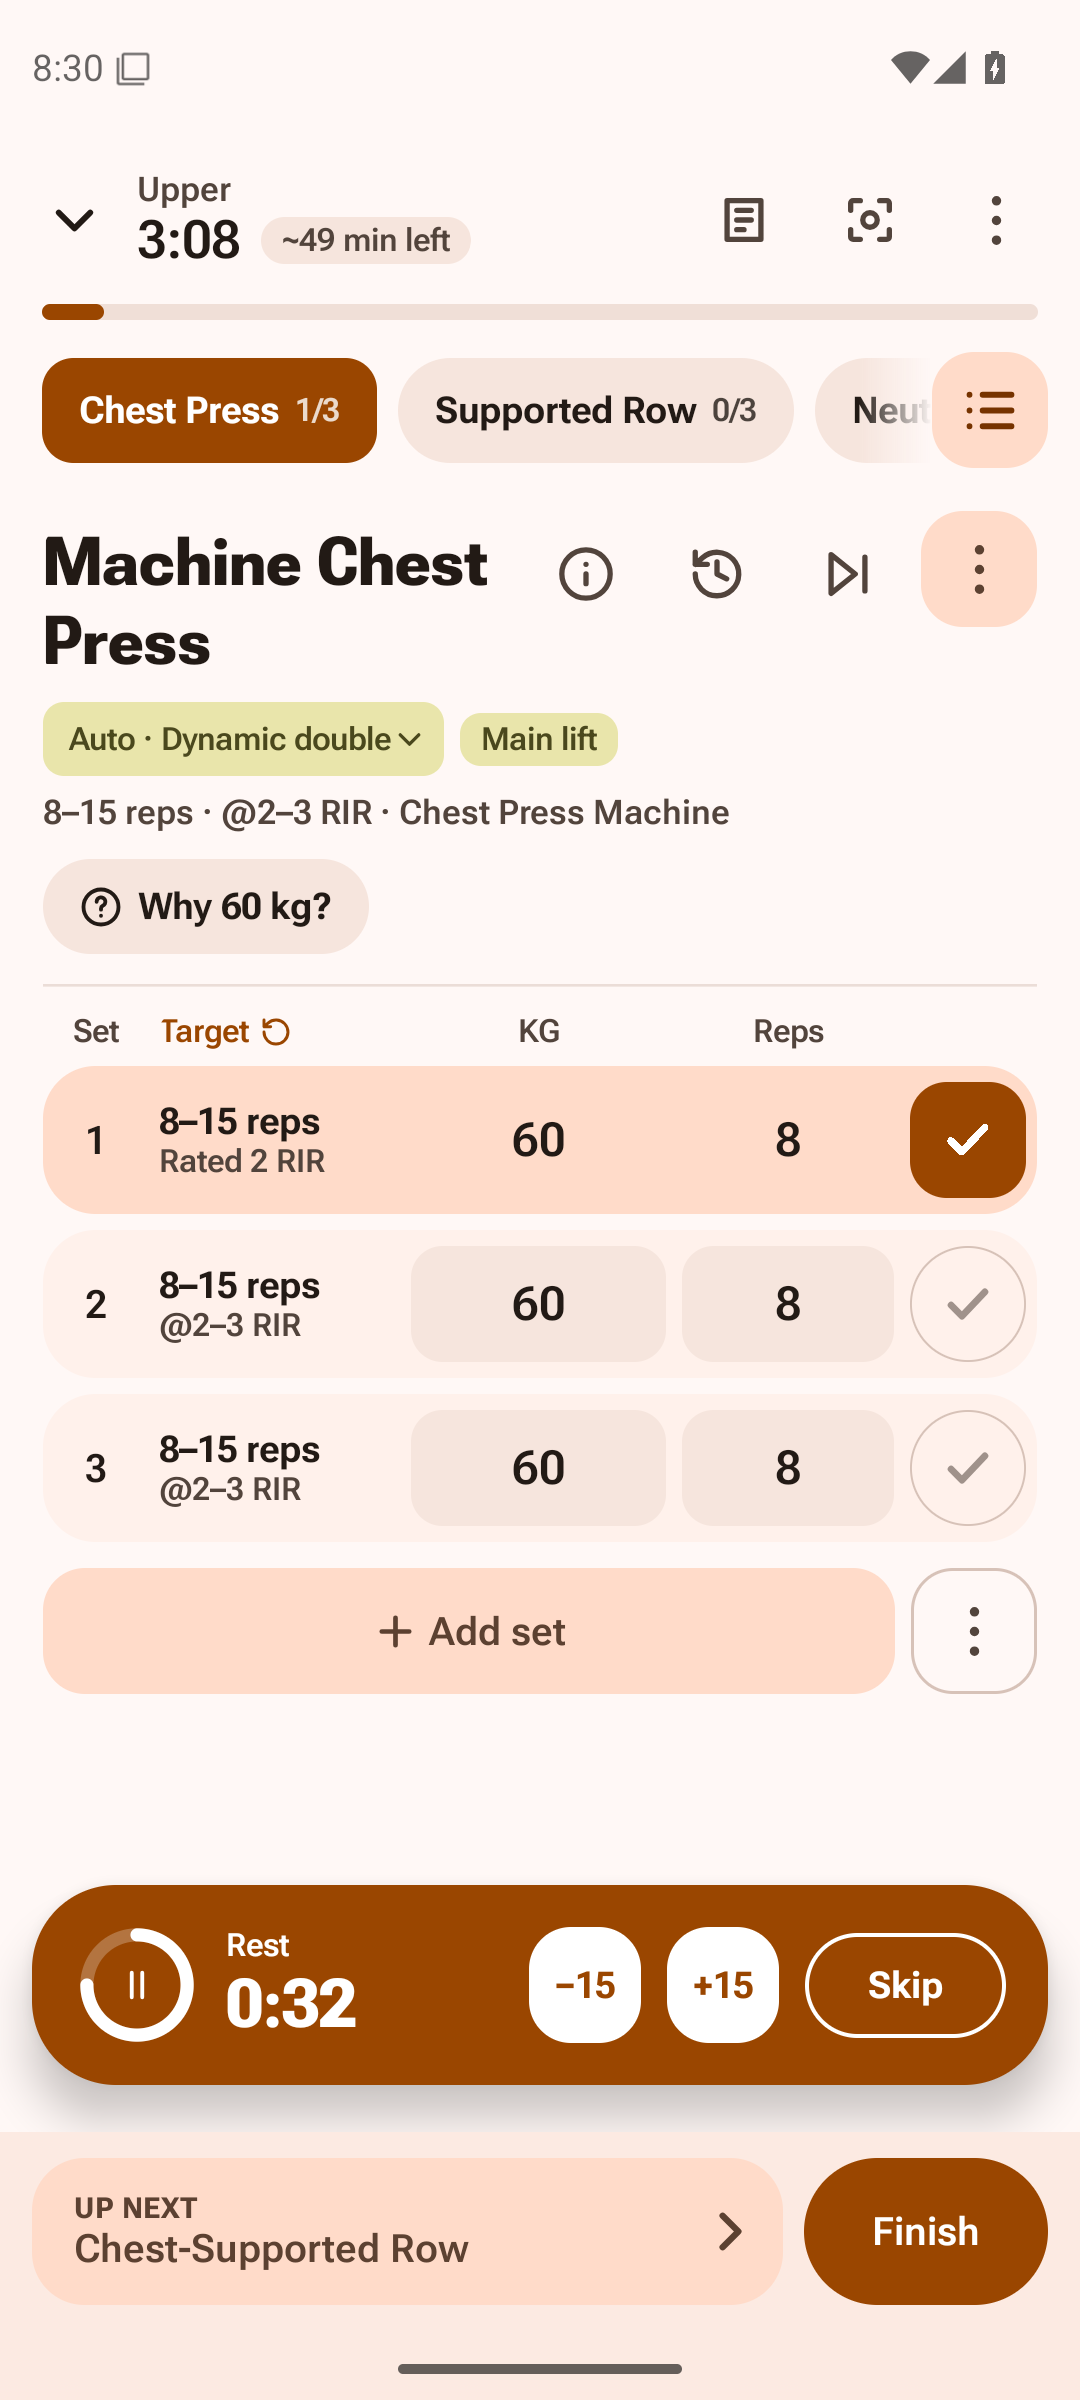 8:30
Upper
3:08 ~49 min left
Chest Press 1/3 Supported Row 0/3 Neut
Machine Chest
Press
Auto · Dynamic double Main lift
8–15 reps · @2–3 RIR · Chest Press Machine
Why 60 kg?
Set Target KG Reps
1 8–15 reps 60 8
Rated 2 RIR
2 8–15 reps 60 8
@2–3 RIR
3 8–15 reps 60 8
@2–3 RIR
+ Add set
Rest
0:32 −15 +15 Skip
UP NEXT
Chest-Supported Row
Finish